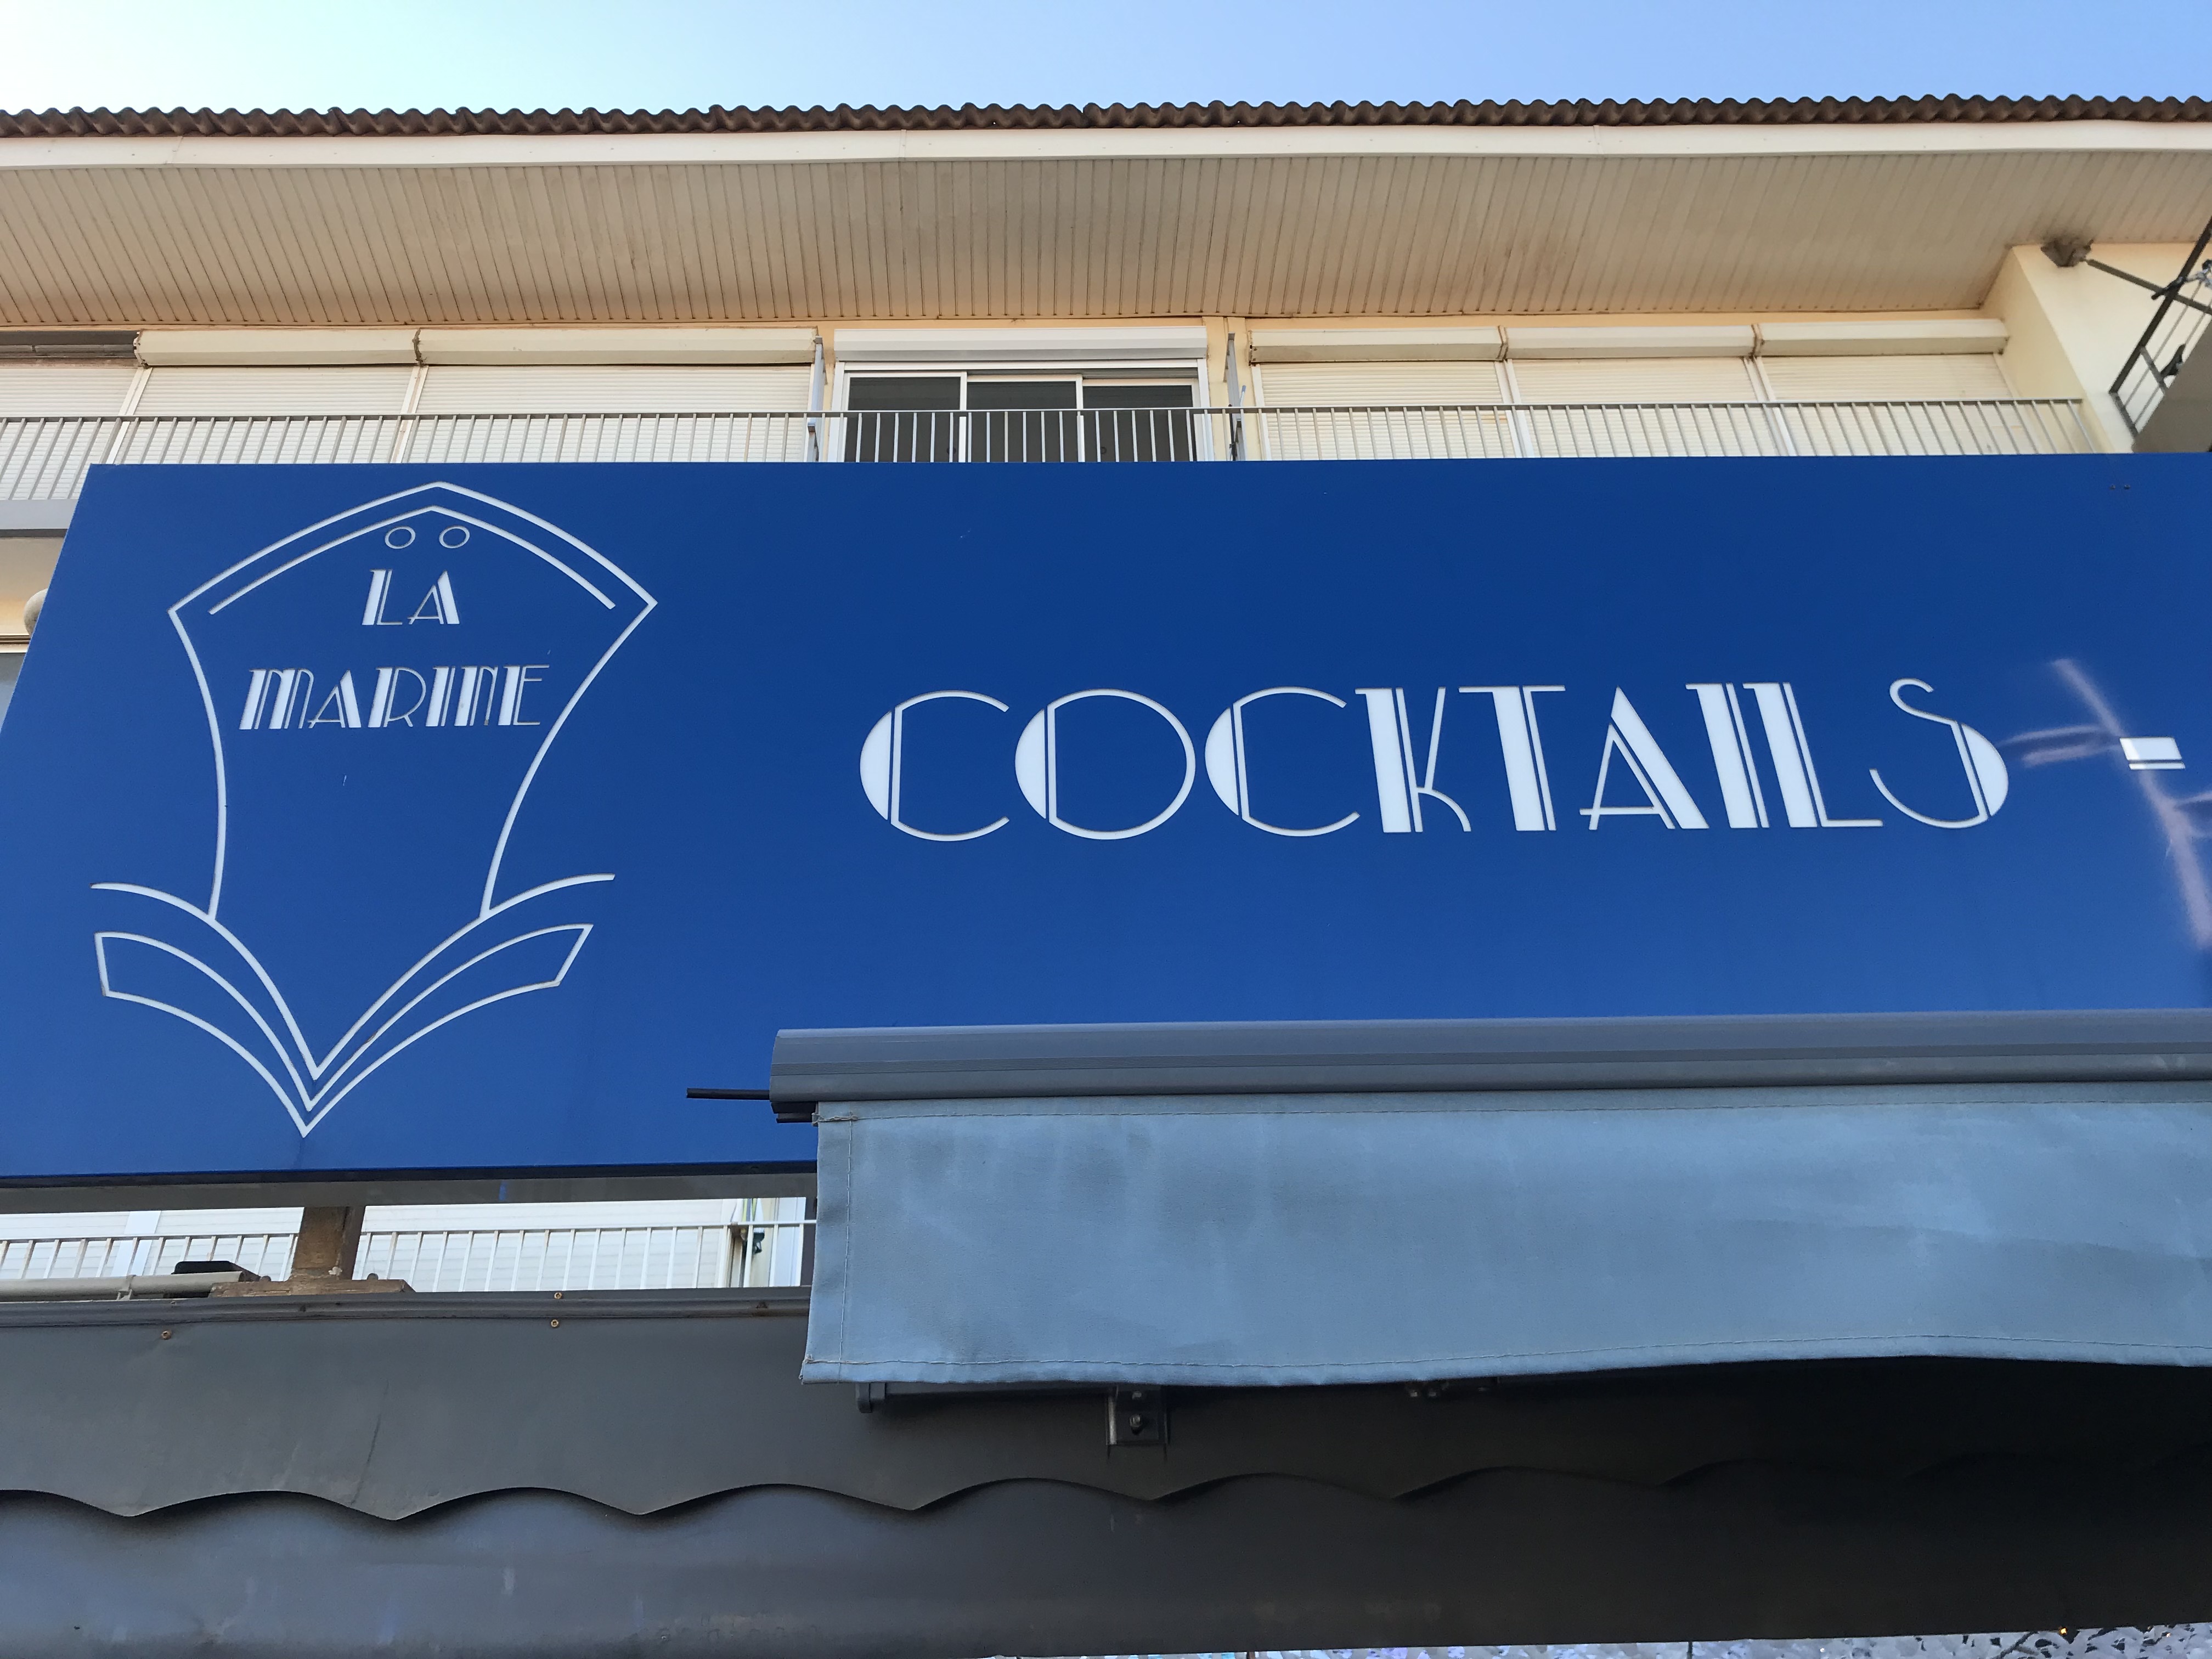 LA
MARINE
COCKTAILS -